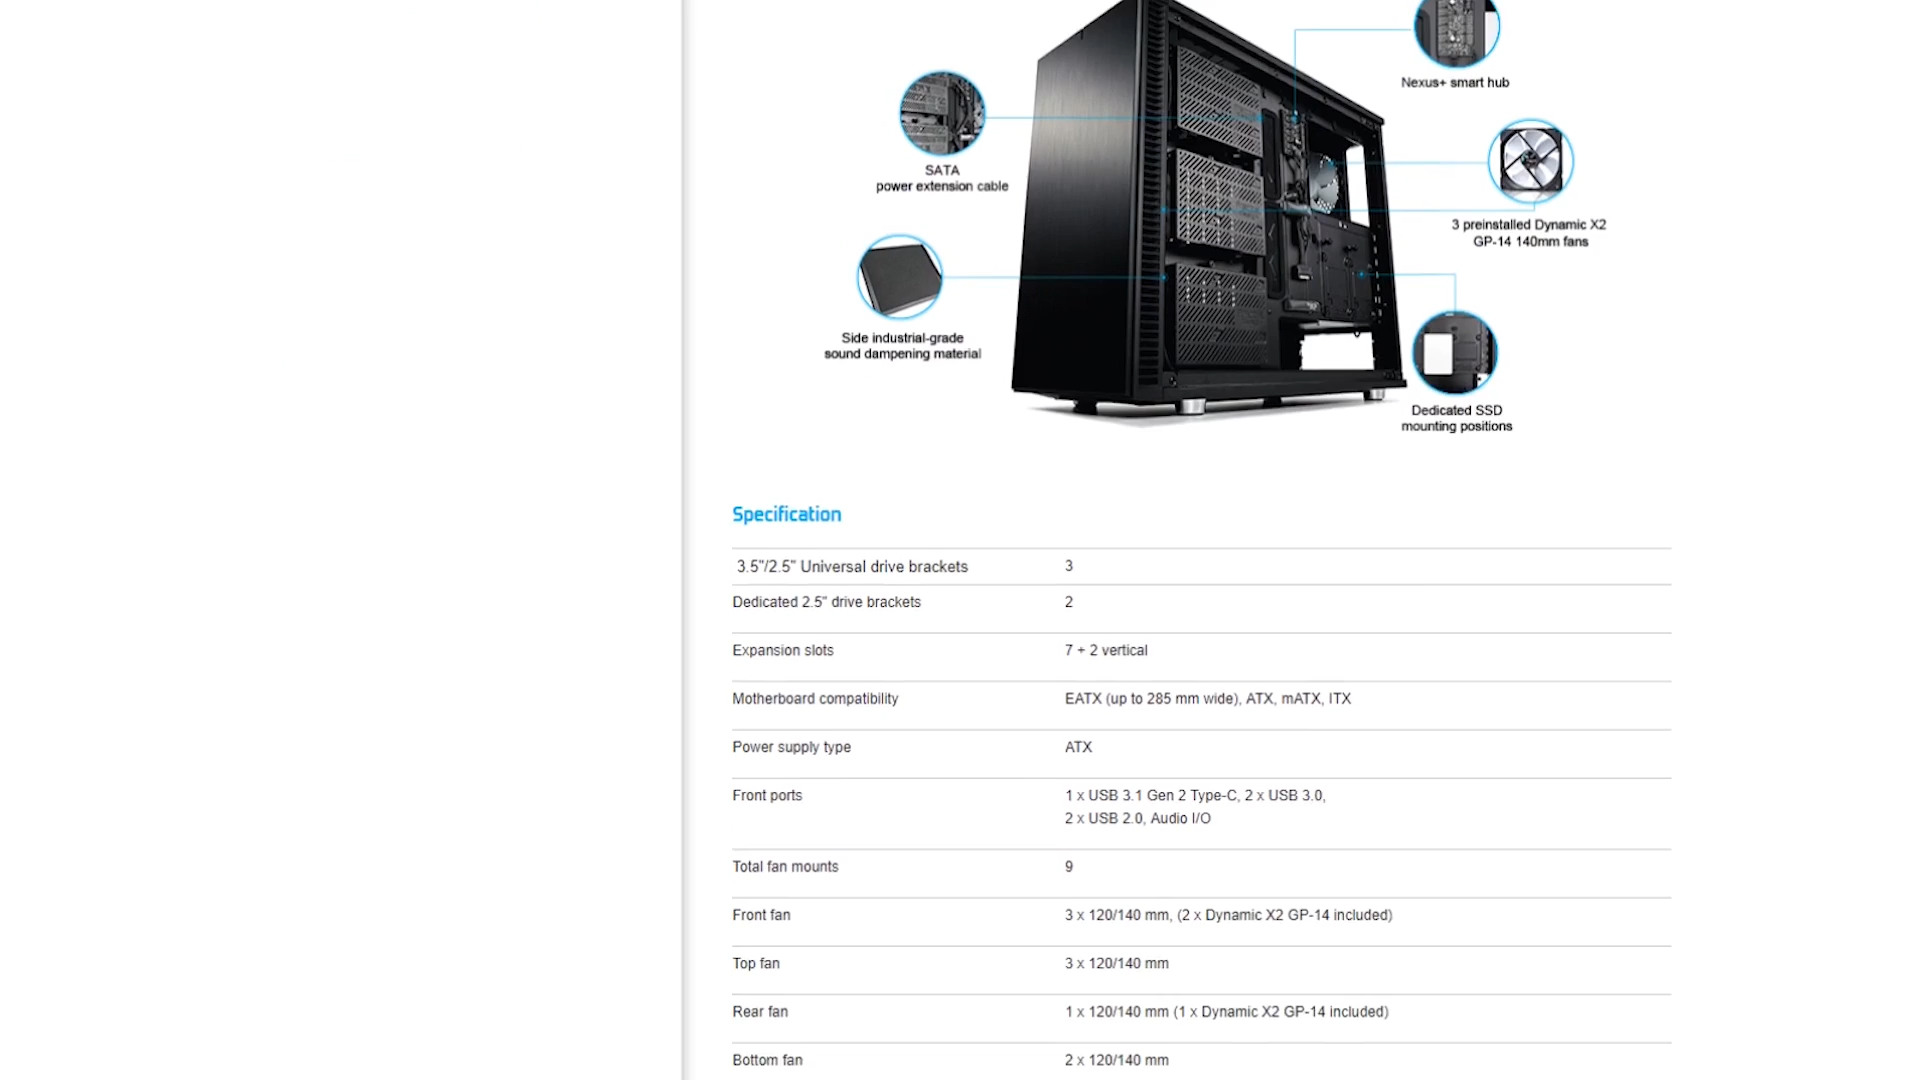 Nexus+ smart hub
SATA
power extension cable
3 preinstalled Dynamic X2
GP-14 140mm fans
Side industrial-grade
sound dampening material
Dedicated SSD
mounting positions
Specification
3.5"/2.5" Universal drive brackets 3
Dedicated 2.5" drive brackets 2
Expansion slots 7 + 2 vertical
Motherboard compatibility EATX (up to 285 mm wide), ATX, mATX, ITX
Power supply type ATX
Front ports 1 x USB 3.1 Gen 2 Type-C, 2 x USB 3.0,
2 x USB 2.0, Audio I/O
Total fan mounts 9
Front fan 3 x 120/140 mm, (2 x Dynamic X2 GP-14 included)
Top fan 3 x 120/140 mm
Rear fan 1 x 120/140 mm (1 x Dynamic X2 GP-14 included)
Bottom fan 2 x 120/140 mm